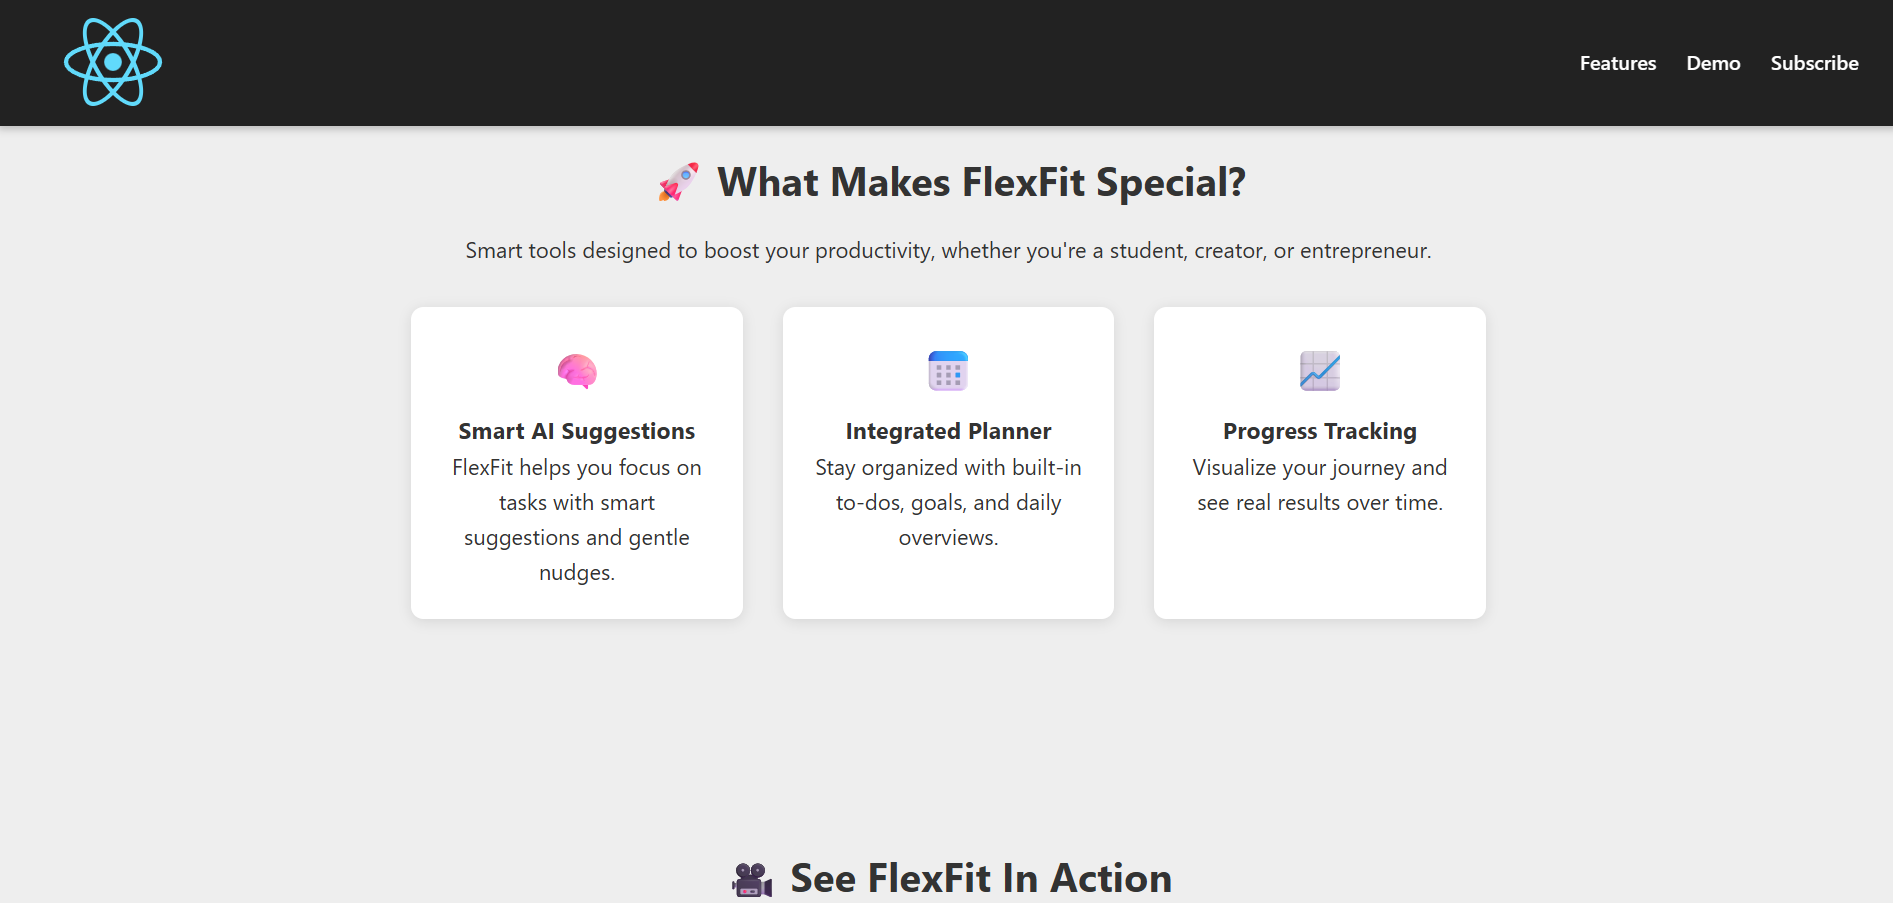 Features Demo Subscribe
🚀 What Makes FlexFit Special?
Smart tools designed to boost your productivity, whether you're a student, creator, or entrepreneur.
Smart AI Suggestions
FlexFit helps you focus on
tasks with smart
suggestions and gentle
nudges.
Integrated Planner
Stay organized with built-in
to-dos, goals, and daily
overviews.
Progress Tracking
Visualize your journey and
see real results over time.
🎥 See FlexFit In Action